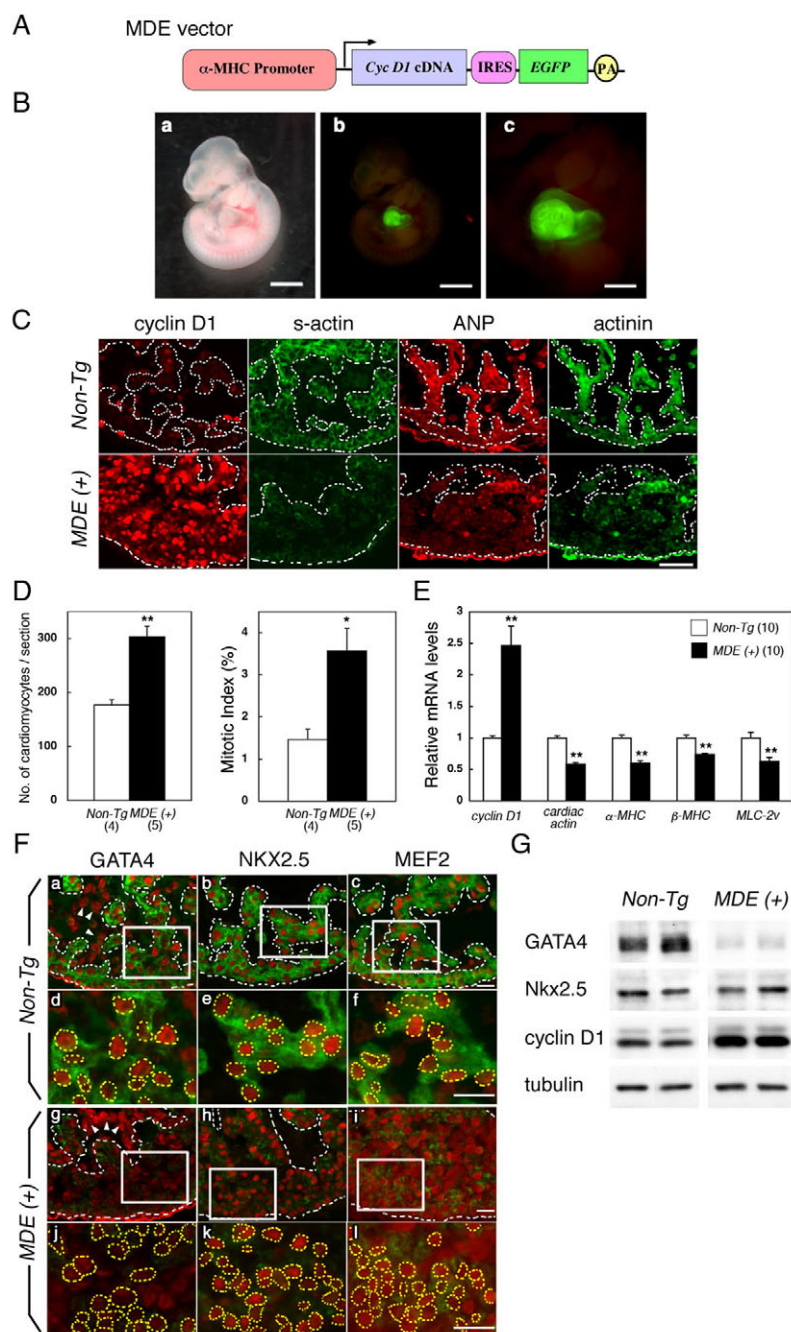 A
MDE vector
α-MHC Promoter
Cyc D1 cDNA
IRES
EGFP
PA
B
a
b
c
C
cyclin D1
s-actin
ANP
actinin
Non-Tg
MDE (+)
D
No. of cardiomyocytes / section
300
200
100
0
**
Non-Tg MDE (+)
(4) (5)
Mitotic Index (%)
4
3
2
1
0
*
Non-Tg MDE (+)
(4) (5)
E
Relative mRNA levels
3
2.5
2
1.5
1
0.5
0
Non-Tg (10)
MDE (+) (10)
** ** ** ** **
cyclin D1
cardiac actin
α-MHC
β-MHC
MLC-2v
F
GATA4
NKX2.5
MEF2
Non-Tg
a
b
c
d
e
f
MDE (+)
g
h
i
j
k
l
G
Non-Tg
MDE (+)
GATA4
Nkx2.5
cyclin D1
tubulin